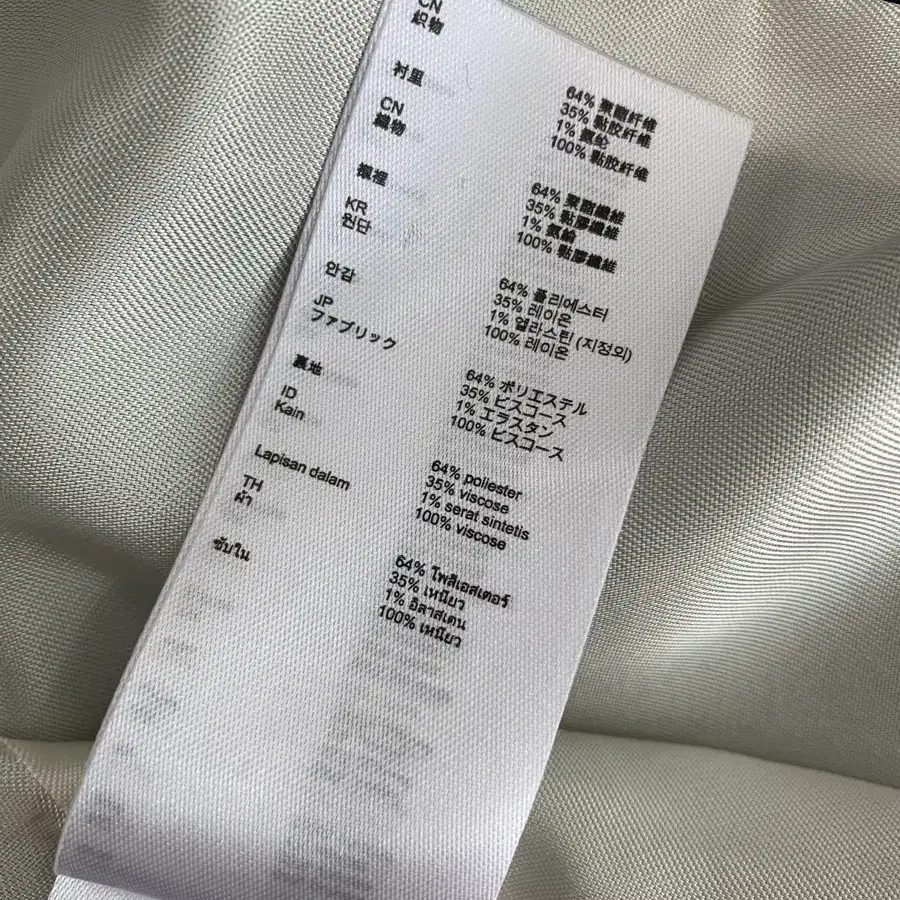 CN
织物
64% 聚酯纤维
35% 黏胶纤维
1% 氨纶
衬里
100% 黏胶纤维
CN
織物
64% 聚酯纖維
35% 黏膠纖維
1% 氨綸
襯裡
100% 黏膠纖維
KR
원단
64% 폴리에스터
35% 레이온
1% 엘라스틴 (지정외)
안감
100% 레이온
JP
ファブリック
64% ポリエステル
35% ビスコース
1% エラスタン
裏地
100% ビスコース
ID
Kain
64% poliester
35% viscose
1% serat sintetis
Lapisan dalam
100% viscose
TH
ผ้า
64% โพลีเอสเตอร์
35% เหนียว
1% อีลาสเตน
ซับใน
100% เหนียว